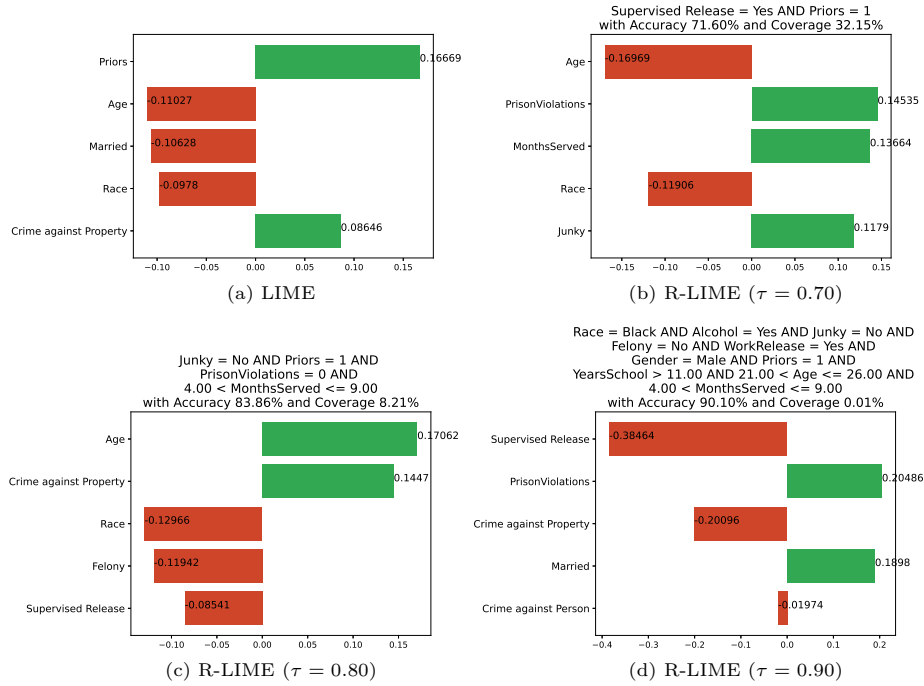 Priors
0.16669
Age
-0.11027
Married
-0.10628
Race
-0.0978
Crime against Property
0.08646
−0.10 −0.05 0.00 0.05 0.10 0.15
(a) LIME
Supervised Release = Yes AND Priors = 1
with Accuracy 71.60% and Coverage 32.15%
Age
-0.16969
PrisonViolations
0.14535
MonthsServed
0.13664
Race
-0.11906
Junky
0.1179
−0.15 −0.10 −0.05 0.00 0.05 0.10 0.15
(b) R-LIME (τ = 0.70)
Junky = No AND Priors = 1 AND
PrisonViolations = 0 AND
4.00 < MonthsServed <= 9.00
with Accuracy 83.86% and Coverage 8.21%
Age
0.17062
Crime against Property
0.1447
Race
-0.12966
Felony
-0.11942
Supervised Release
-0.08541
−0.10 −0.05 0.00 0.05 0.10 0.15
(c) R-LIME (τ = 0.80)
Race = Black AND Alcohol = Yes AND Junky = No AND
Felony = No AND WorkRelease = Yes AND
Gender = Male AND Priors = 1 AND
YearsSchool > 11.00 AND 21.00 < Age <= 26.00 AND
4.00 < MonthsServed <= 9.00
with Accuracy 90.10% and Coverage 0.01%
Supervised Release
-0.38464
PrisonViolations
0.20486
Crime against Property
-0.20096
Married
0.1898
Crime against Person
-0.01974
−0.4 −0.3 −0.2 −0.1 0.0 0.1 0.2
(d) R-LIME (τ = 0.90)